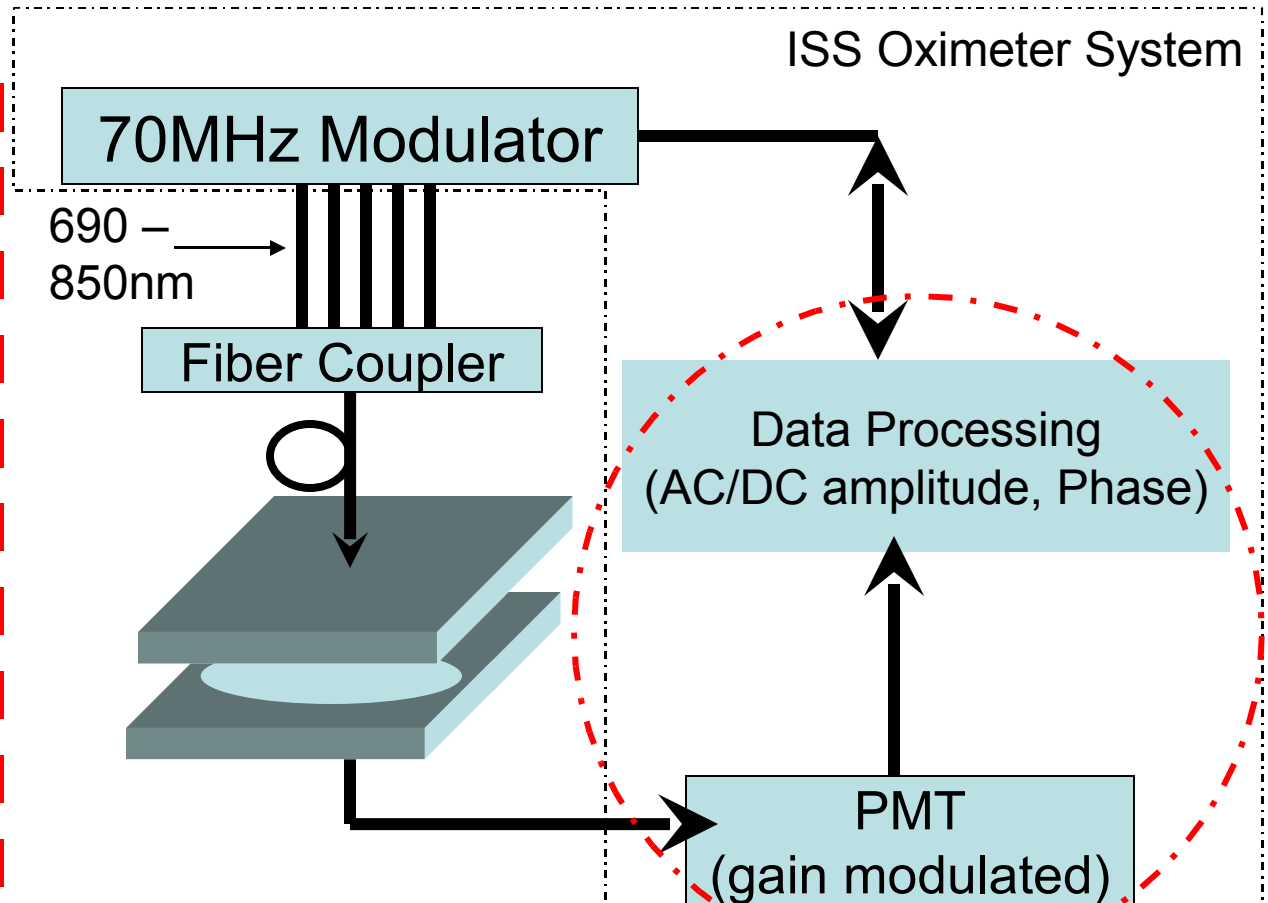 ISS Oximeter System
70MHz Modulator
690 –
850nm
Fiber Coupler
Data Processing
(AC/DC amplitude, Phase)
PMT
(gain modulated)